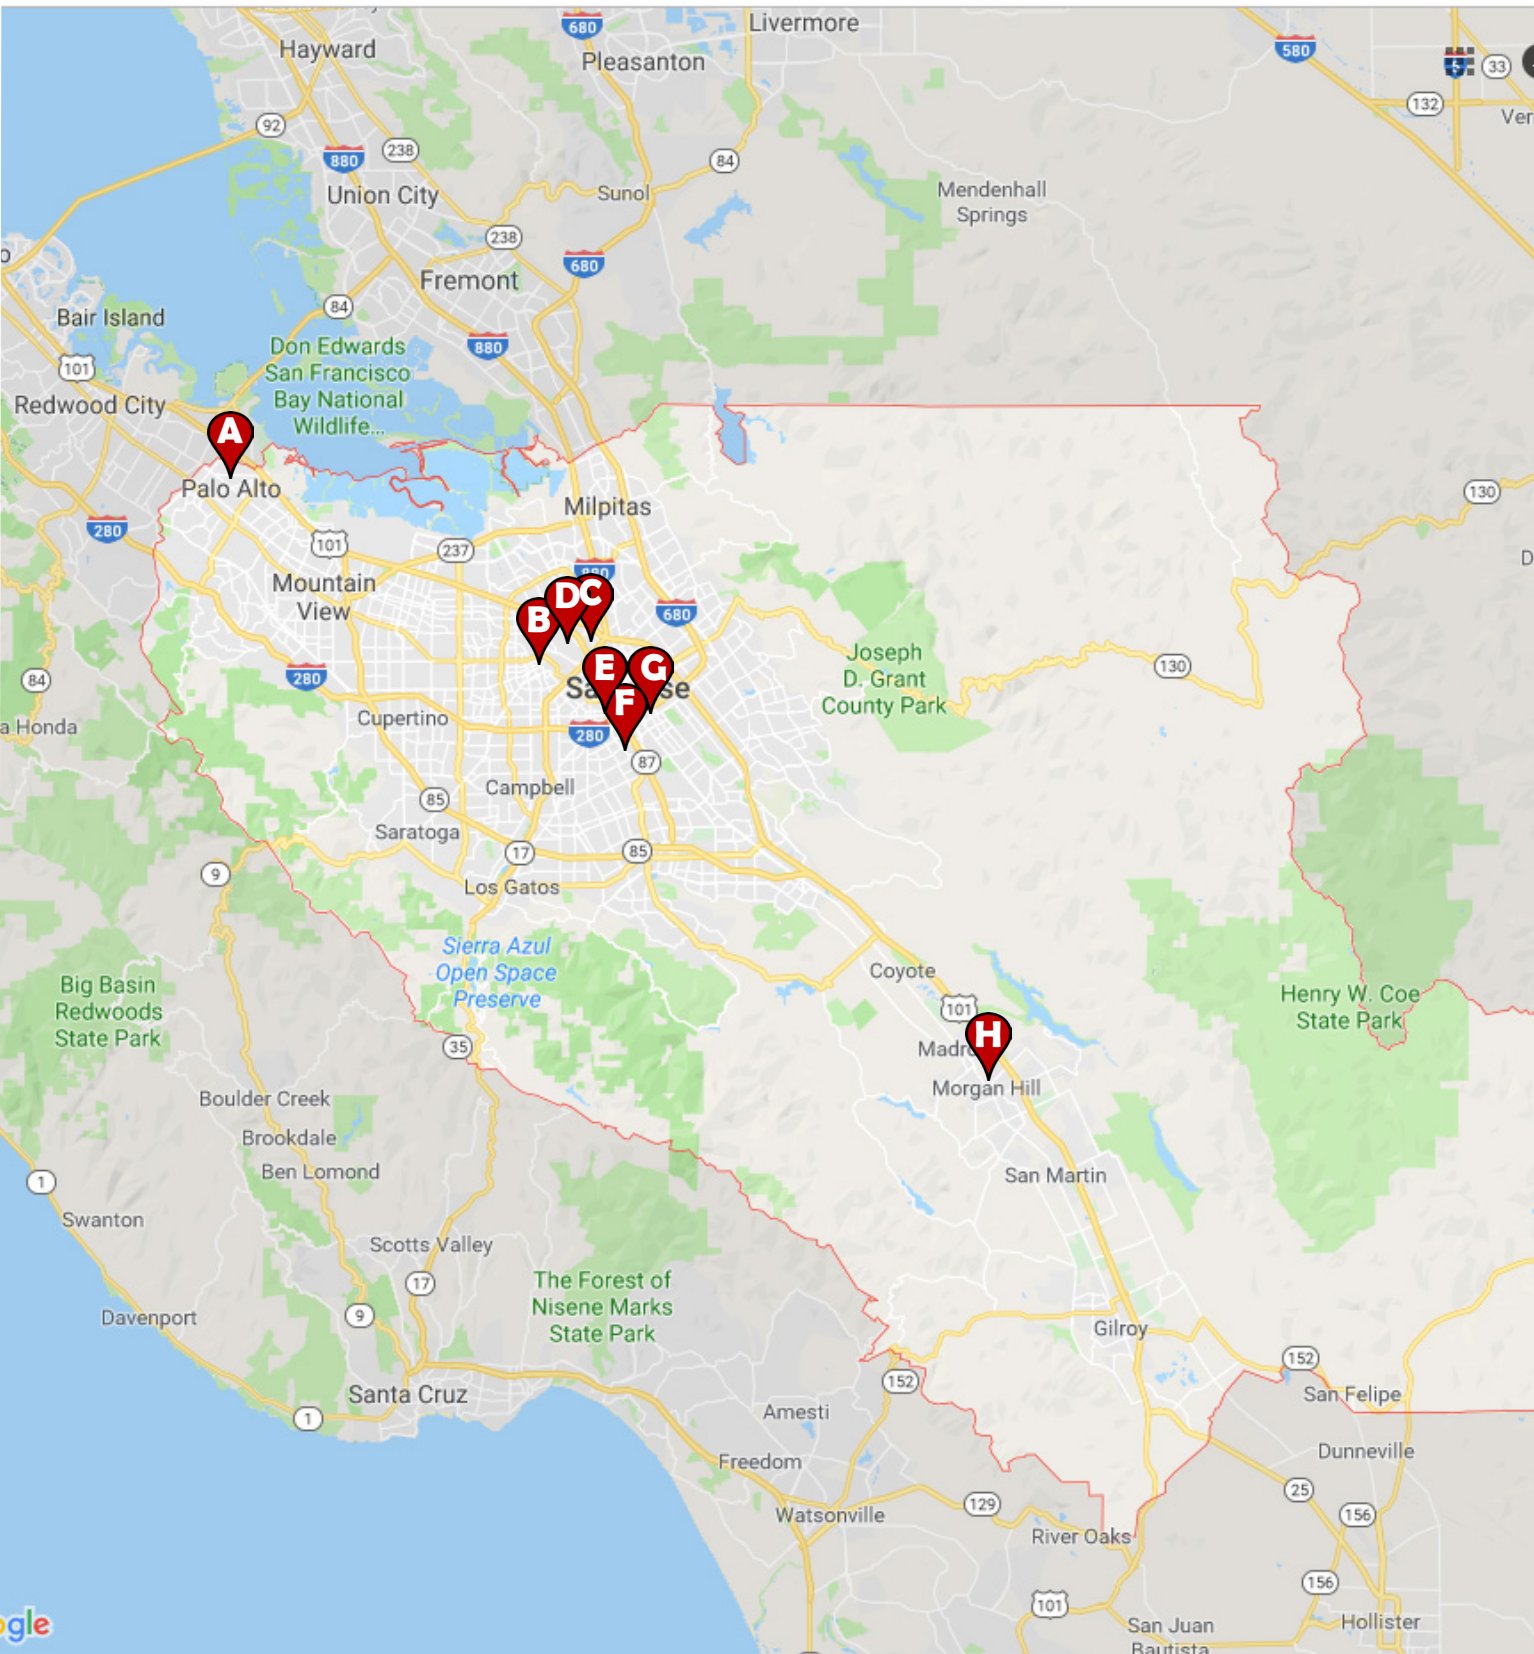 Livermore
680
Hayward
580
Pleasanton
5
33
132
Ver
92
238
880
84
Union City
Sunol
Mendenhall
Springs
238
o
680
Fremont
84
Bair Island
880
Don Edwards
San Francisco
Bay National
Wildlife...
101
Redwood City
A
Palo Alto
130
Milpitas
280
101
237
D
880
Mountain
View
D
C
B
680
Joseph
D. Grant
County Park
130
E
G
280
84
Sa
se
F
Cupertino
a Honda
280
87
Campbell
85
Saratoga
17
85
9
Los Gatos
Sierra Azul
Open Space
Preserve
Coyote
Big Basin
Redwoods
State Park
Henry W. Coe
State Park
101
H
35
Madr
Morgan Hill
Boulder Creek
Brookdale
Ben Lomond
San Martin
1
Swanton
Scotts Valley
17
The Forest of
Nisene Marks
State Park
9
Davenport
Gilroy
152
152
Santa Cruz
San Felipe
1
Amesti
Dunneville
Freedom
25
129
Watsonville
156
River Oaks
156
101
ogle
San Juan
Bautista
Hollister